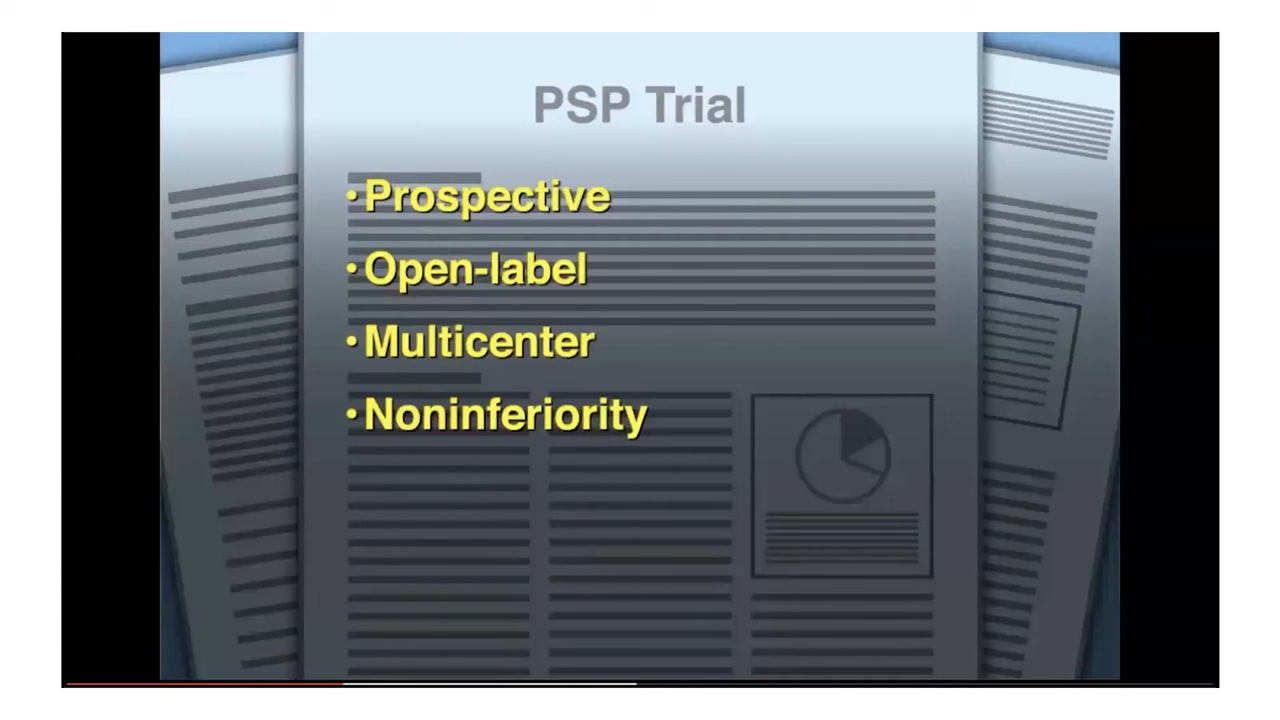 PSP Trial
• Prospective
• Open-label
• Multicenter
• Noninferiority